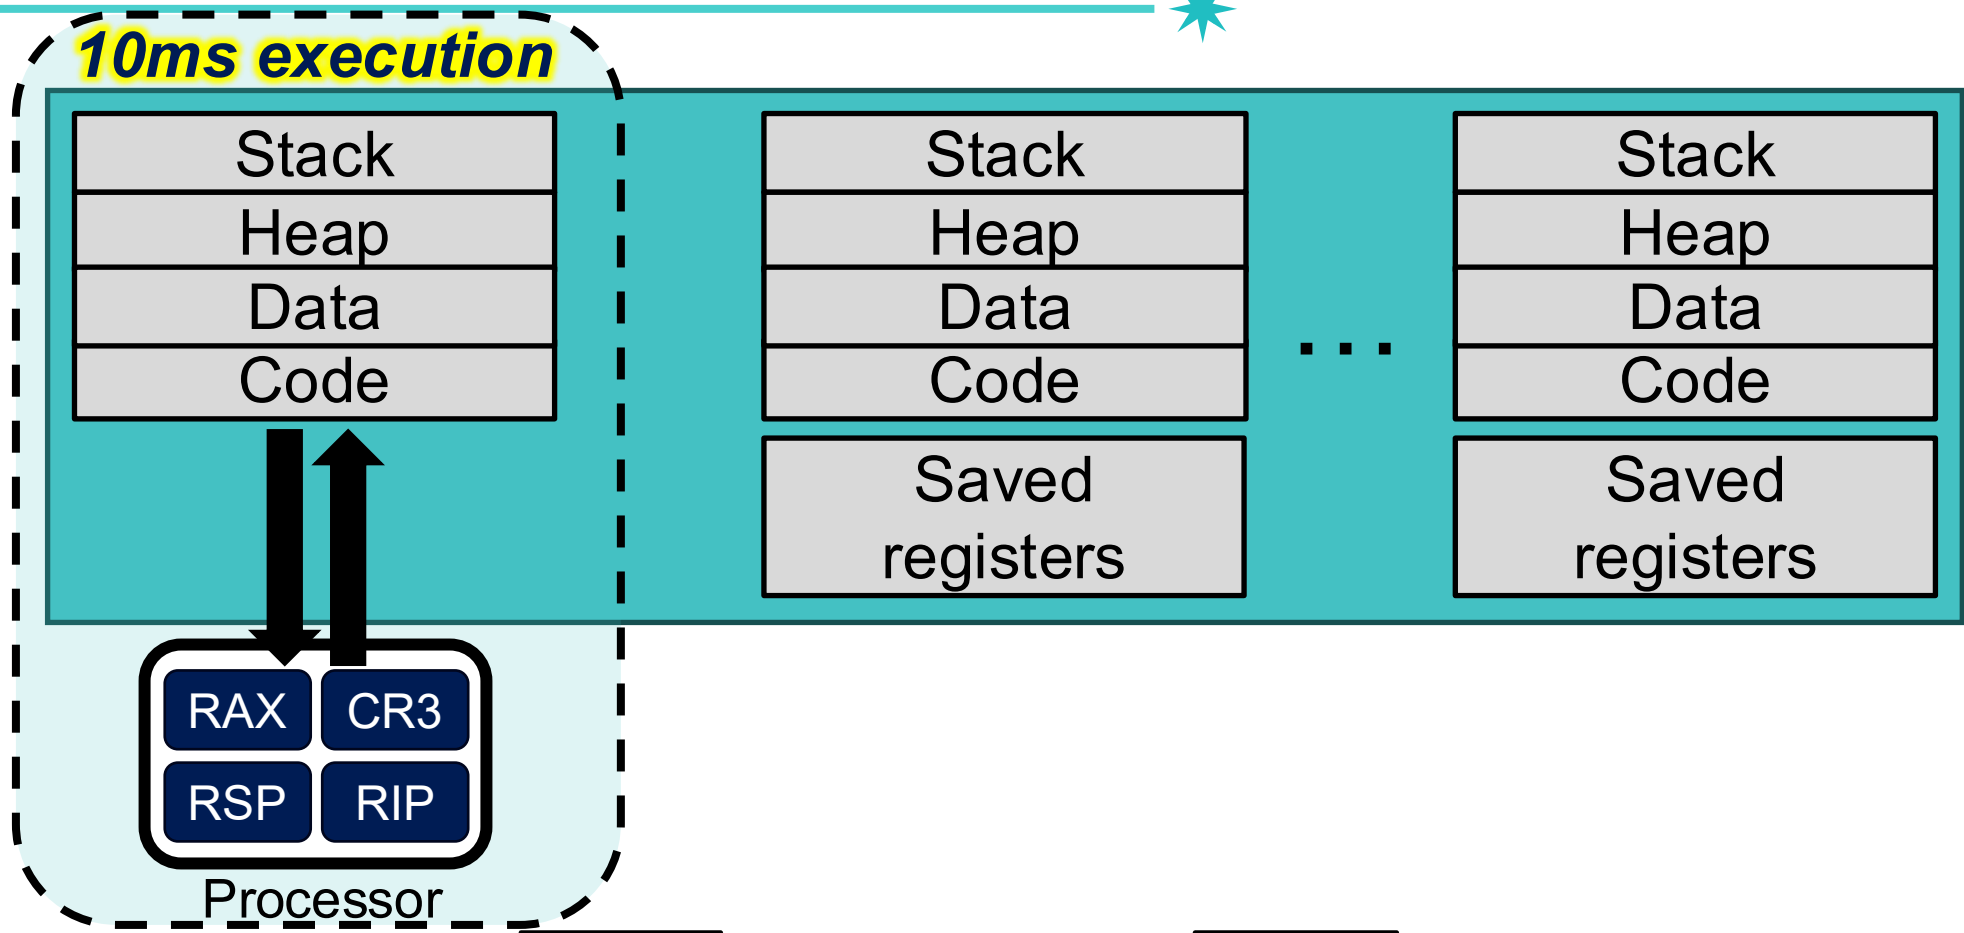 10ms execution
Stack
Heap
Data
Code
Stack
Heap
Data
Code
Saved
registers
...
Stack
Heap
Data
Code
Saved
registers
RAX
CR3
RSP
RIP
Processor